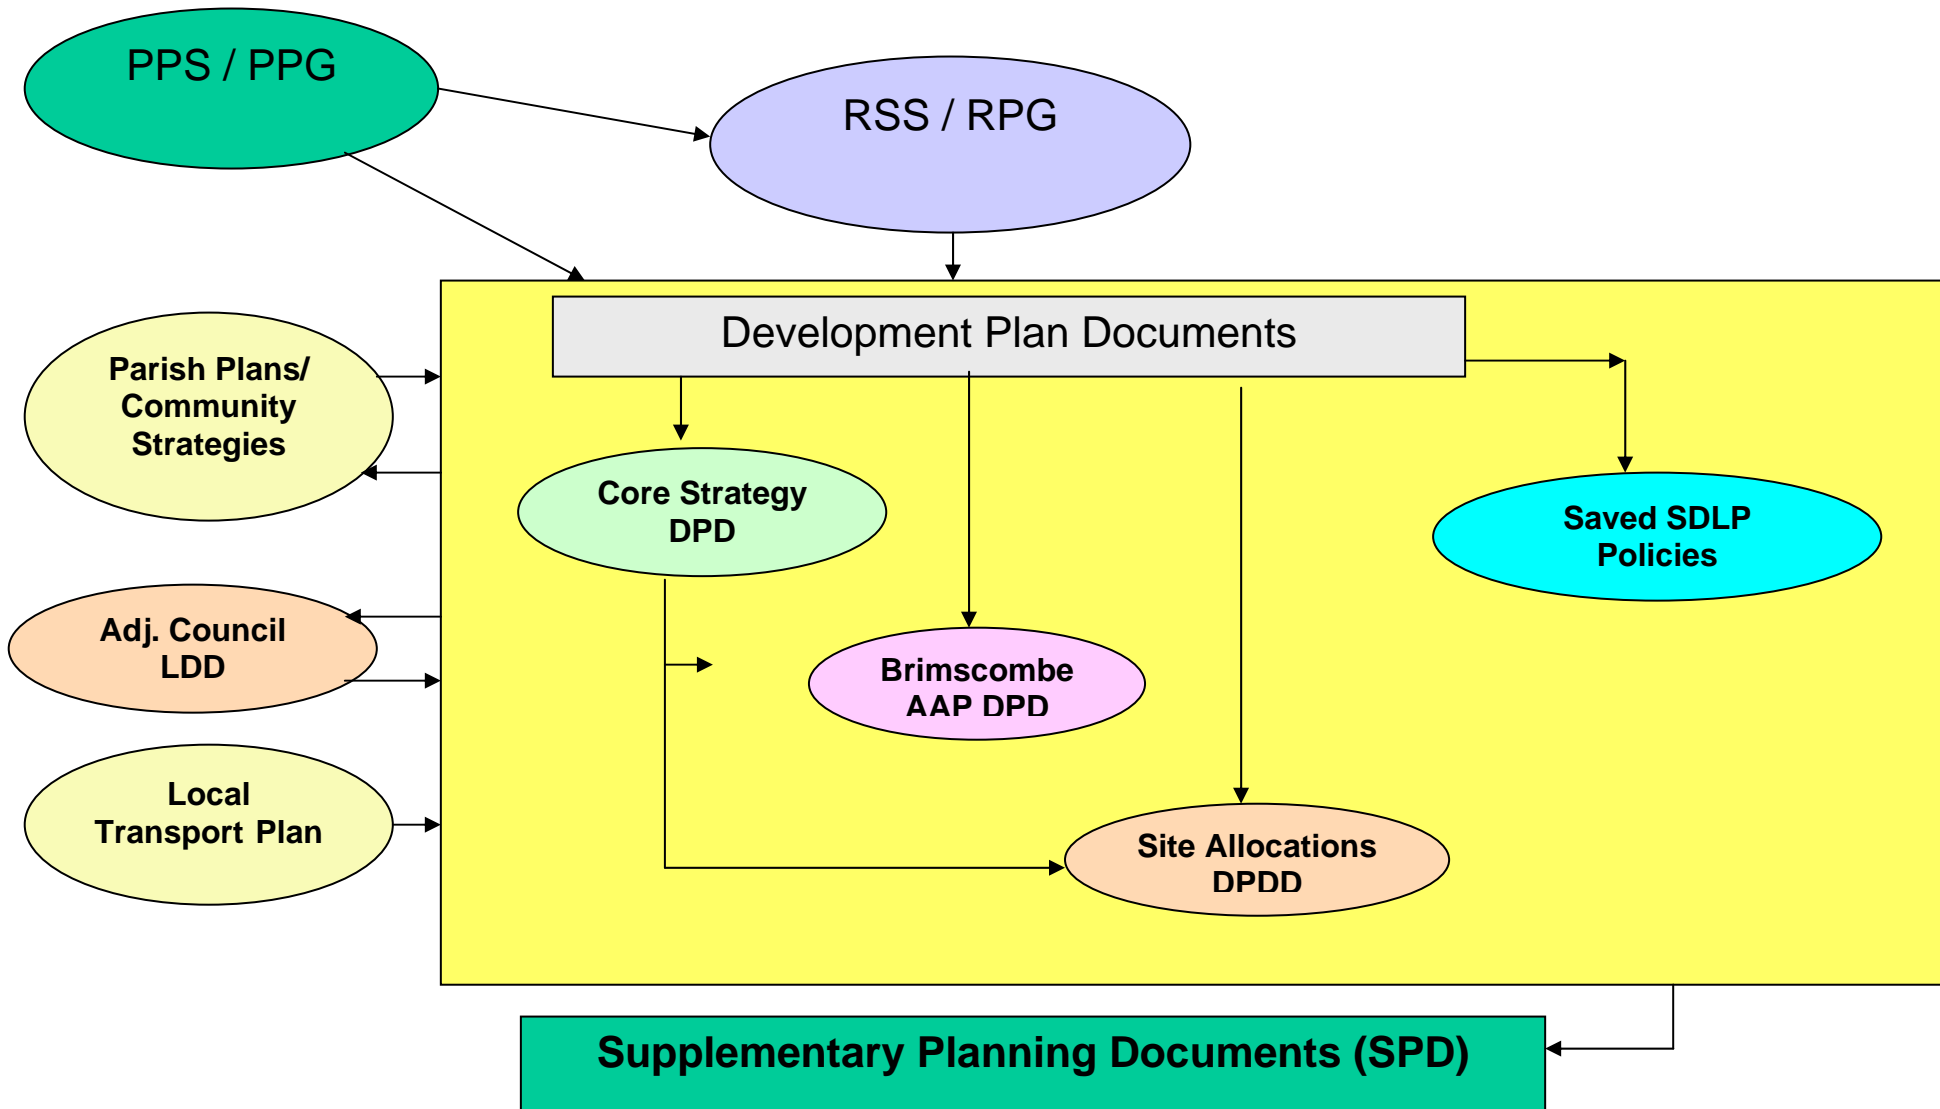 PPS / PPG
RSS / RPG
Development Plan Documents
Parish Plans/
Community
Strategies
Core Strategy
DPD
Saved SDLP
Policies
Adj. Council
LDD
Brimscombe
AAP DPD
Local
Transport Plan
Site Allocations
DPDD
Supplementary Planning Documents (SPD)